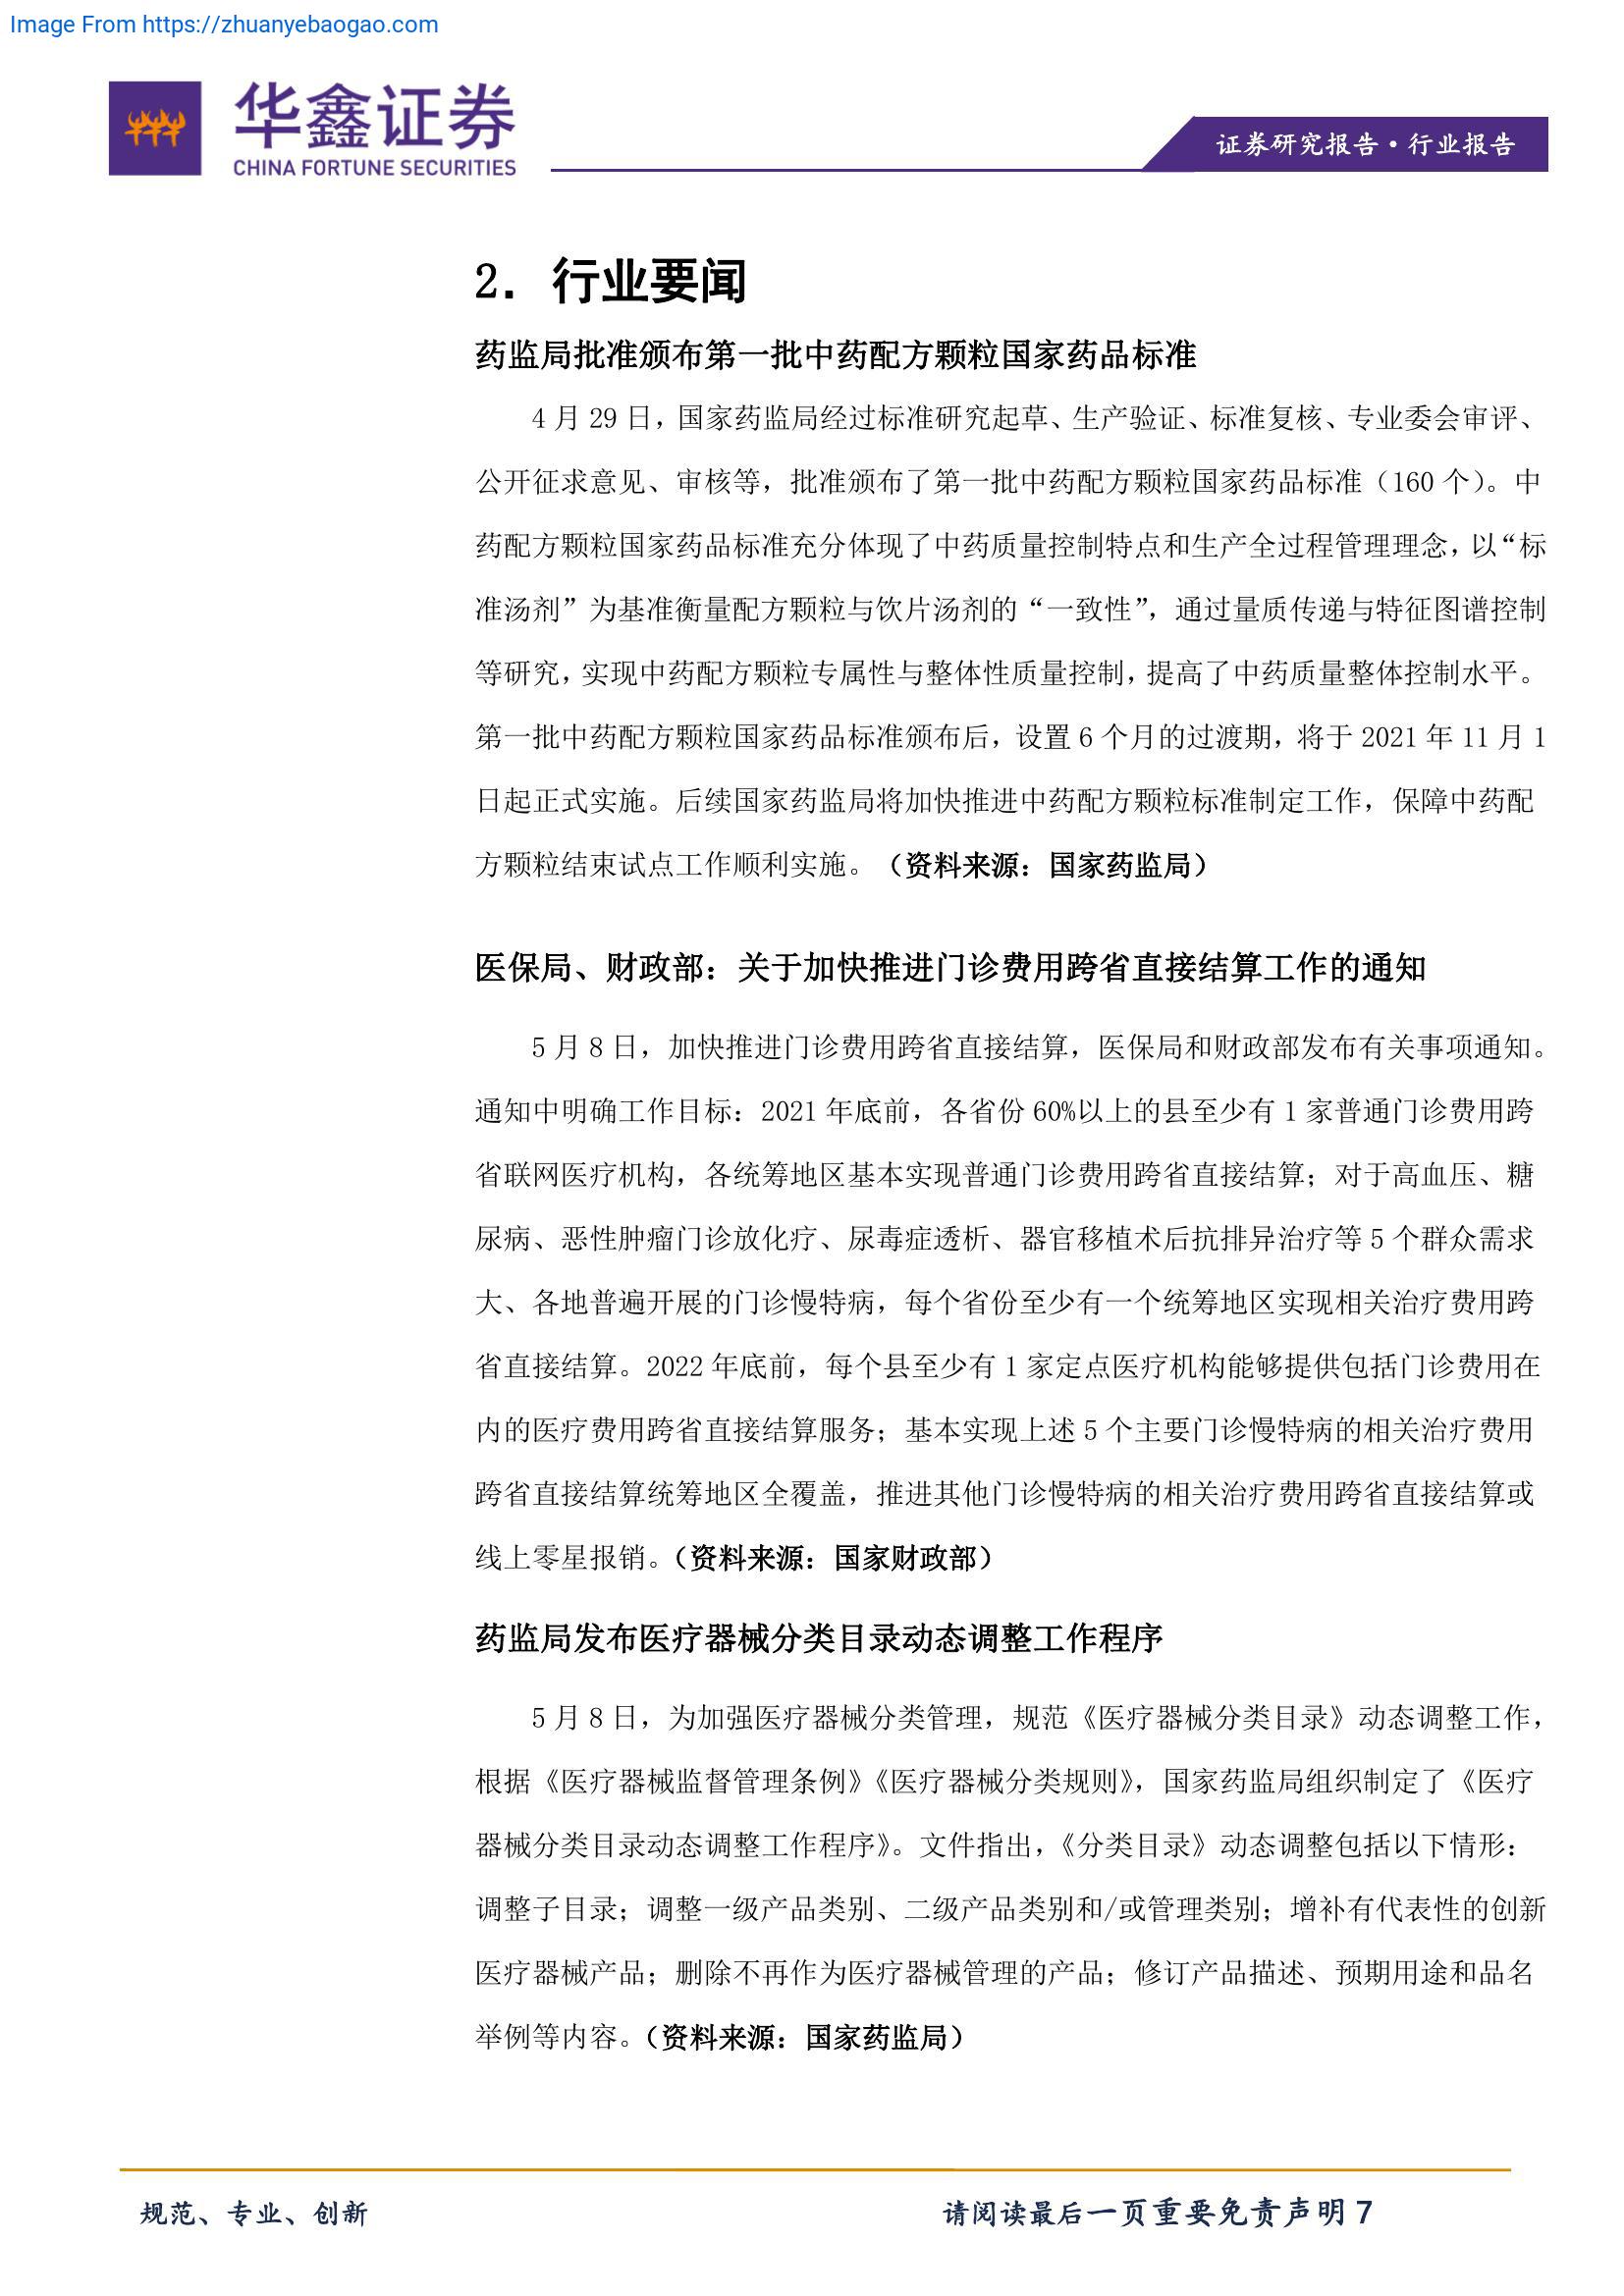 Image From https://zhuanyebaogao.com
华鑫证券
CHINA FORTUNE SECURITIES
证券研究报告·行业报告
2. 行业要闻
药监局批准颁布第一批中药配方颗粒国家药品标准
4 月 29 日，国家药监局经过标准研究起草、生产验证、标准复核、专业委会审评、
公开征求意见、审核等，批准颁布了第一批中药配方颗粒国家药品标准（160 个）。中
药配方颗粒国家药品标准充分体现了中药质量控制特点和生产全过程管理理念，以“标
准汤剂”为基准衡量配方颗粒与饮片汤剂的“一致性”，通过量质传递与特征图谱控制
等研究，实现中药配方颗粒专属性与整体性质量控制，提高了中药质量整体控制水平。
第一批中药配方颗粒国家药品标准颁布后，设置 6 个月的过渡期，将于 2021 年 11 月 1
日起正式实施。后续国家药监局将加快推进中药配方颗粒标准制定工作，保障中药配
方颗粒结束试点工作顺利实施。（资料来源：国家药监局）
医保局、财政部：关于加快推进门诊费用跨省直接结算工作的通知
5 月 8 日，加快推进门诊费用跨省直接结算，医保局和财政部发布有关事项通知。
通知中明确工作目标：2021 年底前，各省份 60%以上的县至少有 1 家普通门诊费用跨
省联网医疗机构，各统筹地区基本实现普通门诊费用跨省直接结算；对于高血压、糖
尿病、恶性肿瘤门诊放化疗、尿毒症透析、器官移植术后抗排异治疗等 5 个群众需求
大、各地普遍开展的门诊慢特病，每个省份至少有一个统筹地区实现相关治疗费用跨
省直接结算。2022 年底前，每个县至少有 1 家定点医疗机构能够提供包括门诊费用在
内的医疗费用跨省直接结算服务；基本实现上述 5 个主要门诊慢特病的相关治疗费用
跨省直接结算统筹地区全覆盖，推进其他门诊慢特病的相关治疗费用跨省直接结算或
线上零星报销。（资料来源：国家财政部）
药监局发布医疗器械分类目录动态调整工作程序
5 月 8 日，为加强医疗器械分类管理，规范《医疗器械分类目录》动态调整工作，
根据《医疗器械监督管理条例》《医疗器械分类规则》，国家药监局组织制定了《医疗
器械分类目录动态调整工作程序》。文件指出，《分类目录》动态调整包括以下情形：
调整子目录；调整一级产品类别、二级产品类别和/或管理类别；增补有代表性的创新
医疗器械产品；删除不再作为医疗器械管理的产品；修订产品描述、预期用途和品名
举例等内容。（资料来源：国家药监局）
规范、专业、创新
请阅读最后一页重要免责声明 7